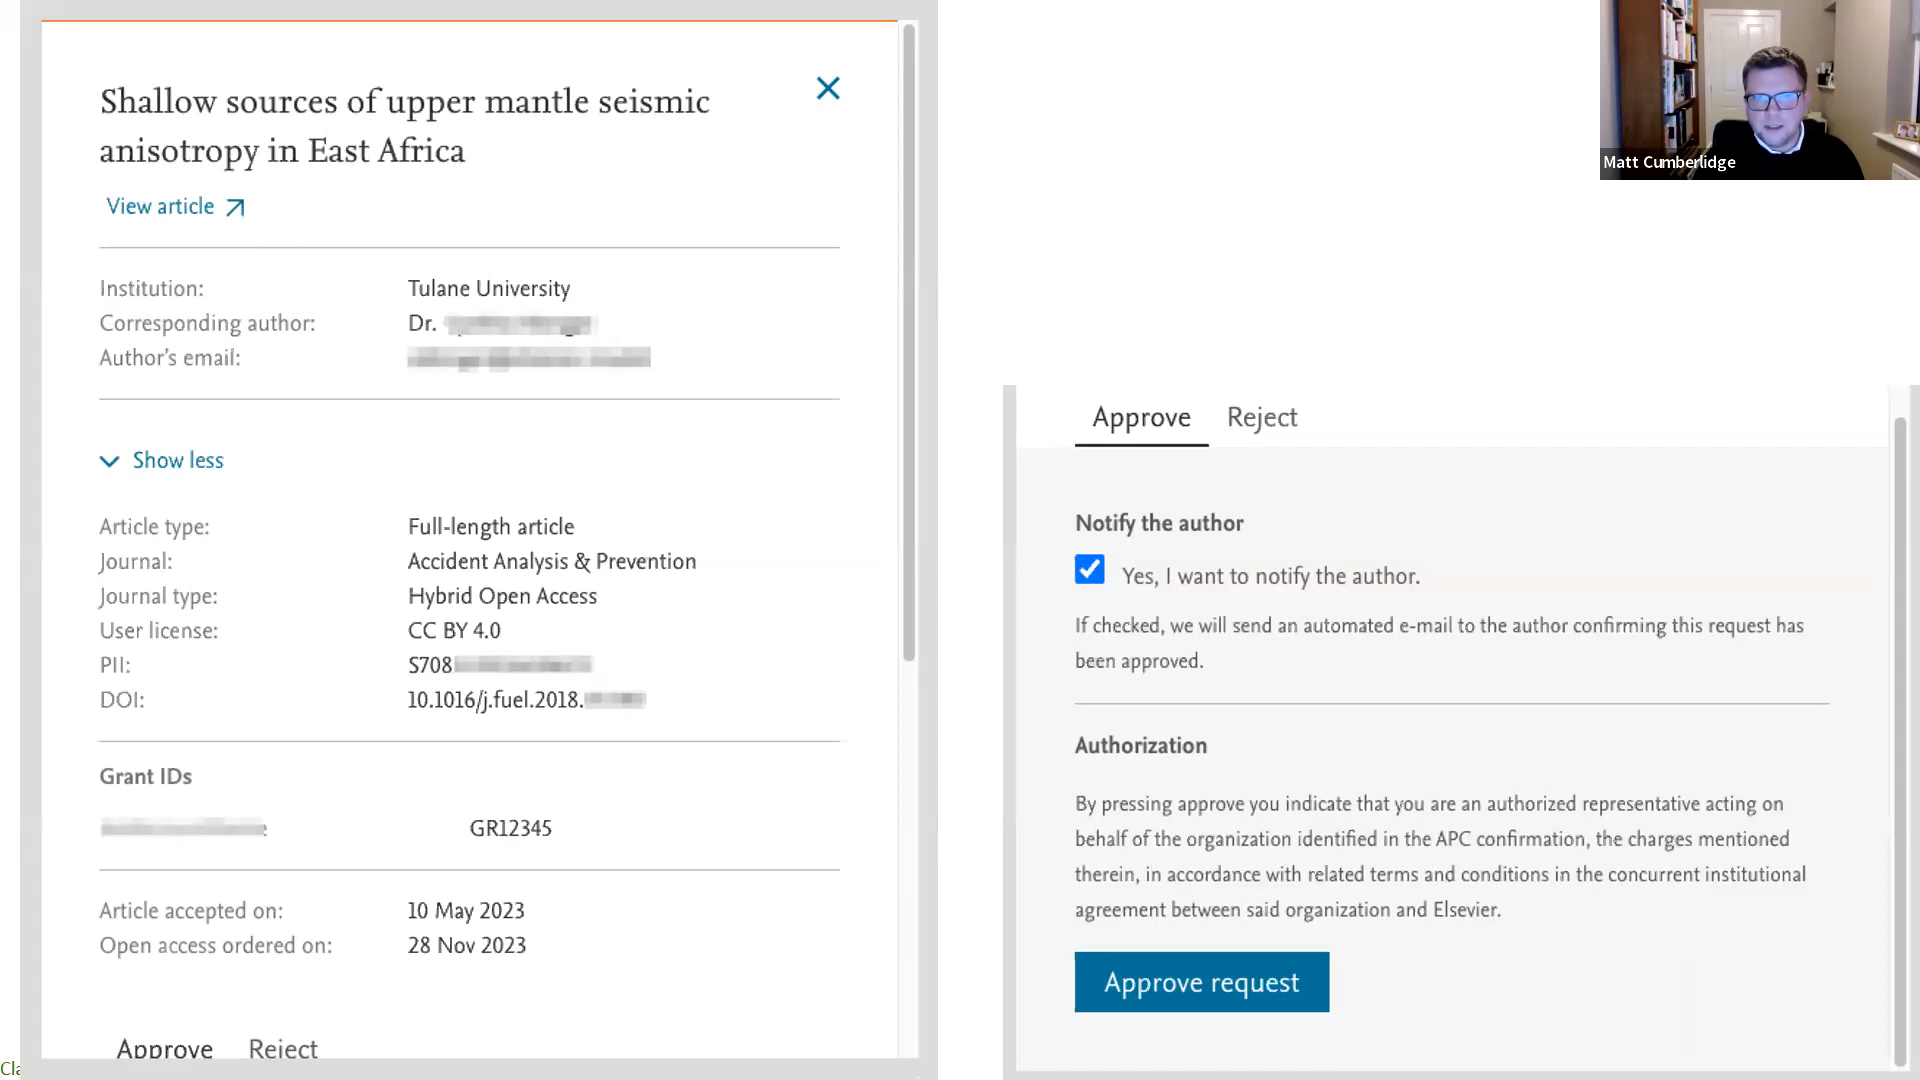 Shallow sources of upper mantle seismic
anisotropy in East Africa
View article
Institution: Tulane University
Corresponding author: Dr.
Author's email:
Show less
Article type: Full-length article
Journal: Accident Analysis & Prevention
Journal type: Hybrid Open Access
User license: CC BY 4.0
PII: S708
DOI: 10.1016/j.fuel.2018.
Grant IDs
GR12345
Article accepted on: 10 May 2023
Open access ordered on: 28 Nov 2023
Approve Reject
Cla
Matt Cumberlidge
Approve Reject
Notify the author
Yes, I want to notify the author.
If checked, we will send an automated e-mail to the author confirming this request has
been approved.
Authorization
By pressing approve you indicate that you are an authorized representative acting on
behalf of the organization identified in the APC confirmation, the charges mentioned
therein, in accordance with related terms and conditions in the concurrent institutional
agreement between said organization and Elsevier.
Approve request